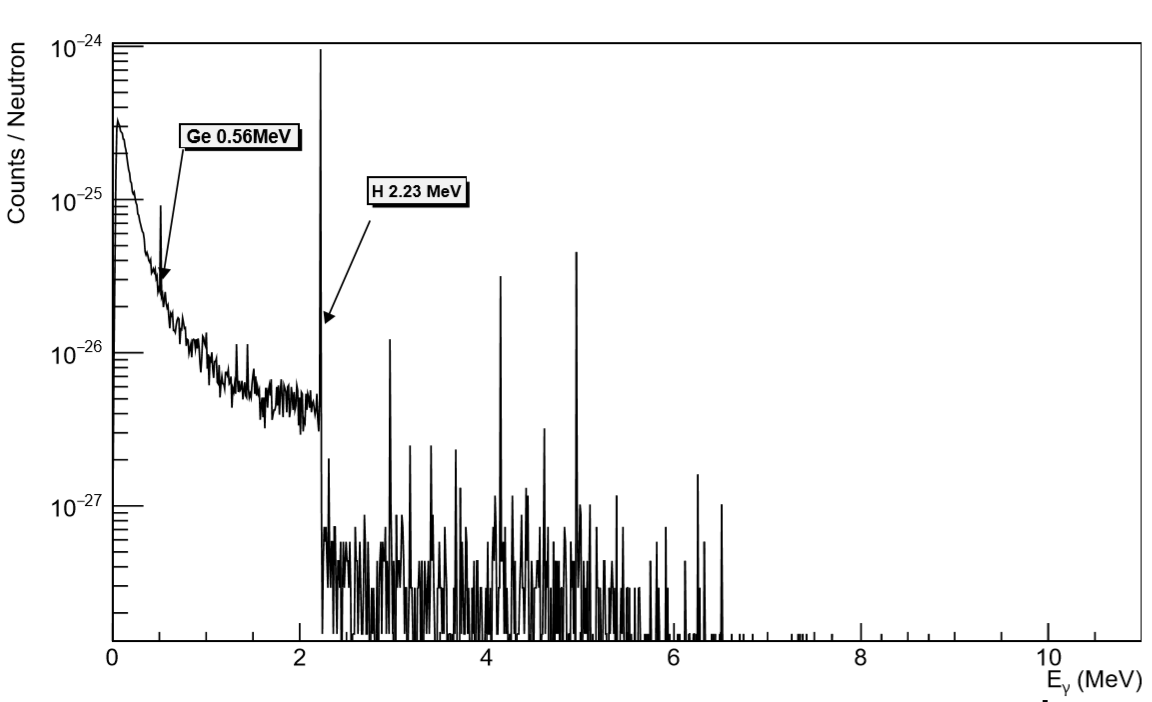 Counts / Neutron
10⁻²⁴
10⁻²⁵
10⁻²⁶
10⁻²⁷
Ge 0.56MeV
H 2.23 MeV
0 2 4 6 8 10
Eγ (MeV)